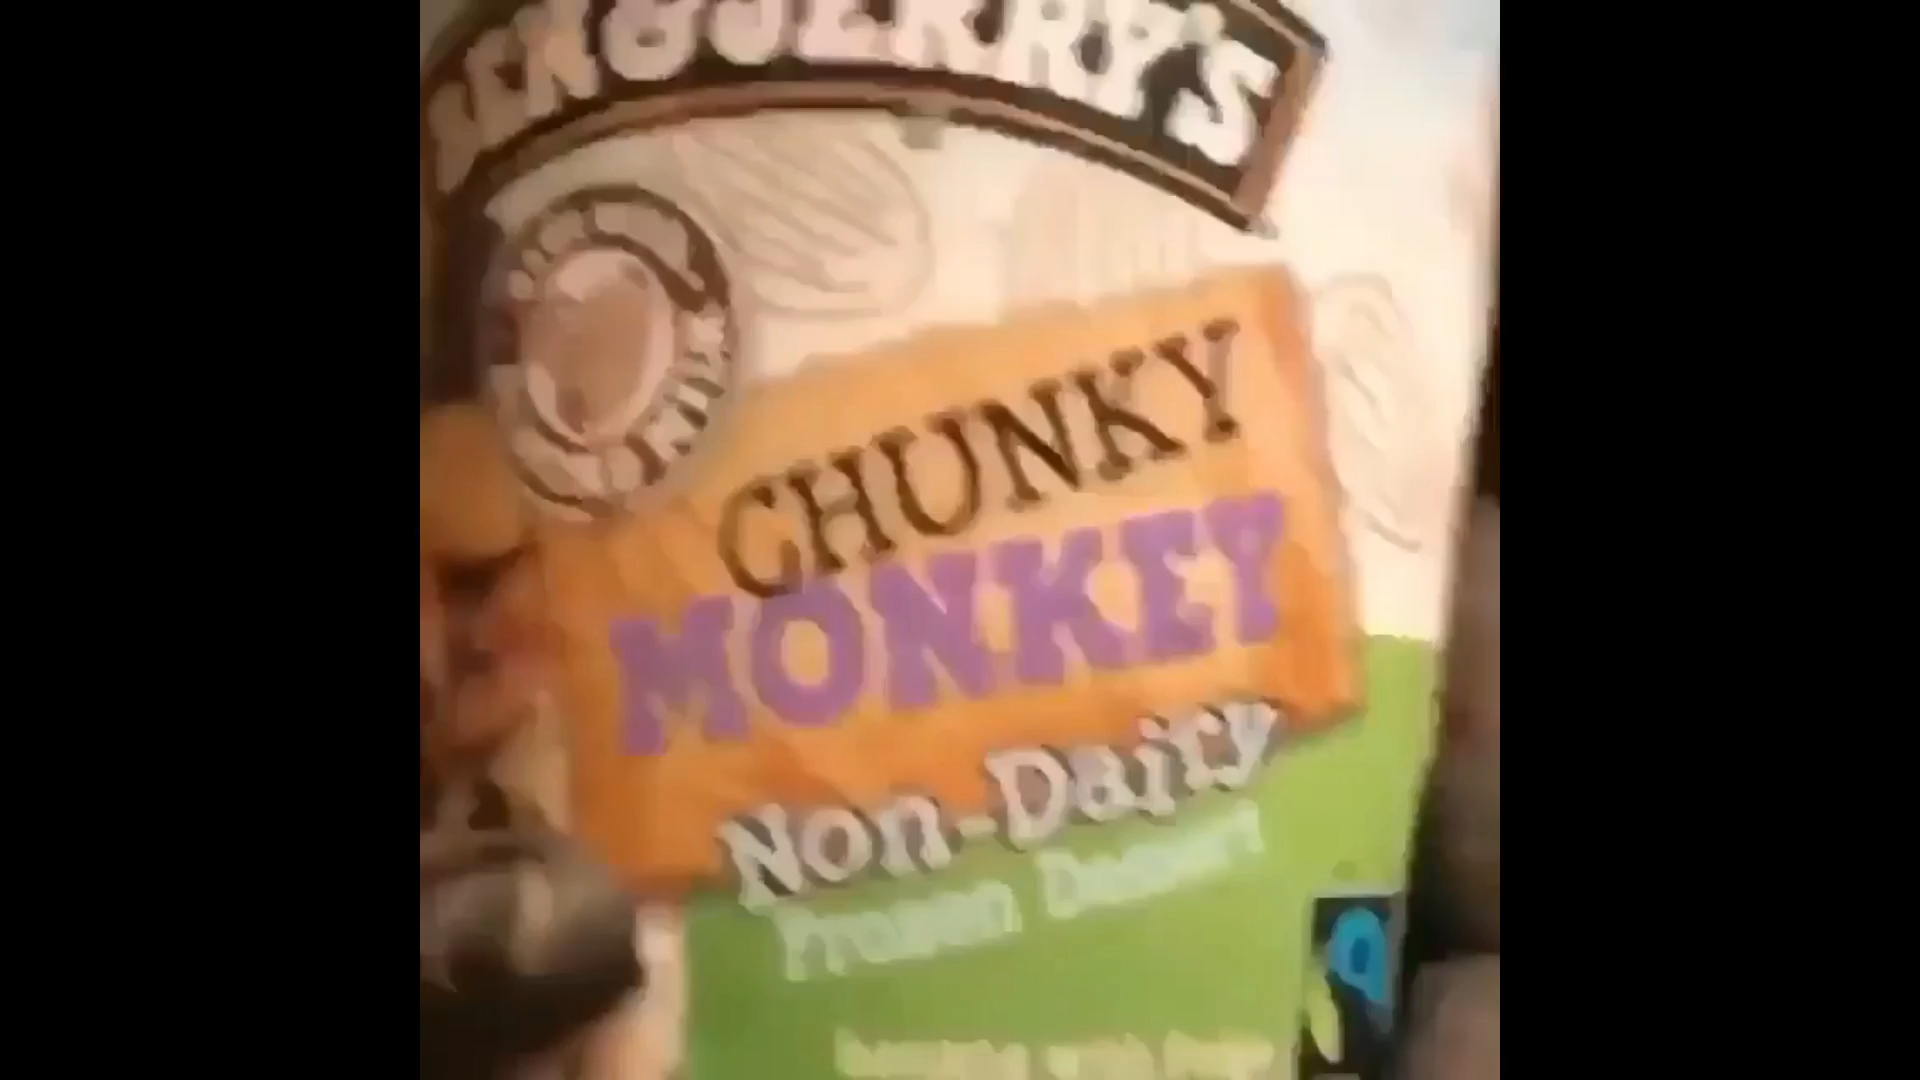 BEN & JERRY'S
CHUNKY
MONKEY
Non-Dairy
Frozen Dessert